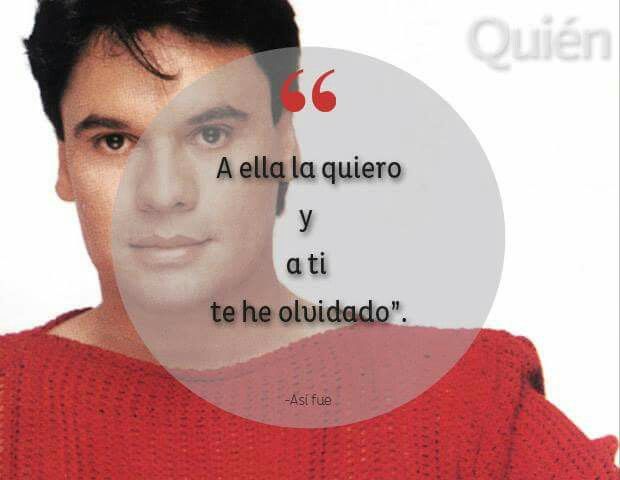 Quién
“
A ella la quiero
y
a ti
te he olvidado”.
-Así fue